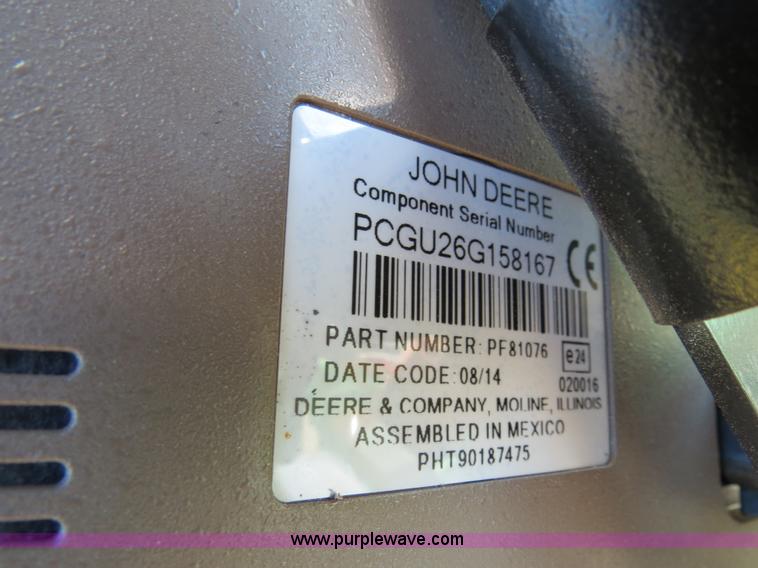 JOHN DEERE
Component Serial Number
PCGU26G158167
CE
PART NUMBER: PF81076
e24
DATE CODE: 08/14
020016
DEERE & COMPANY, MOLINE, ILLINOIS
ASSEMBLED IN MEXICO
PHT90187475
www.purplewave.com